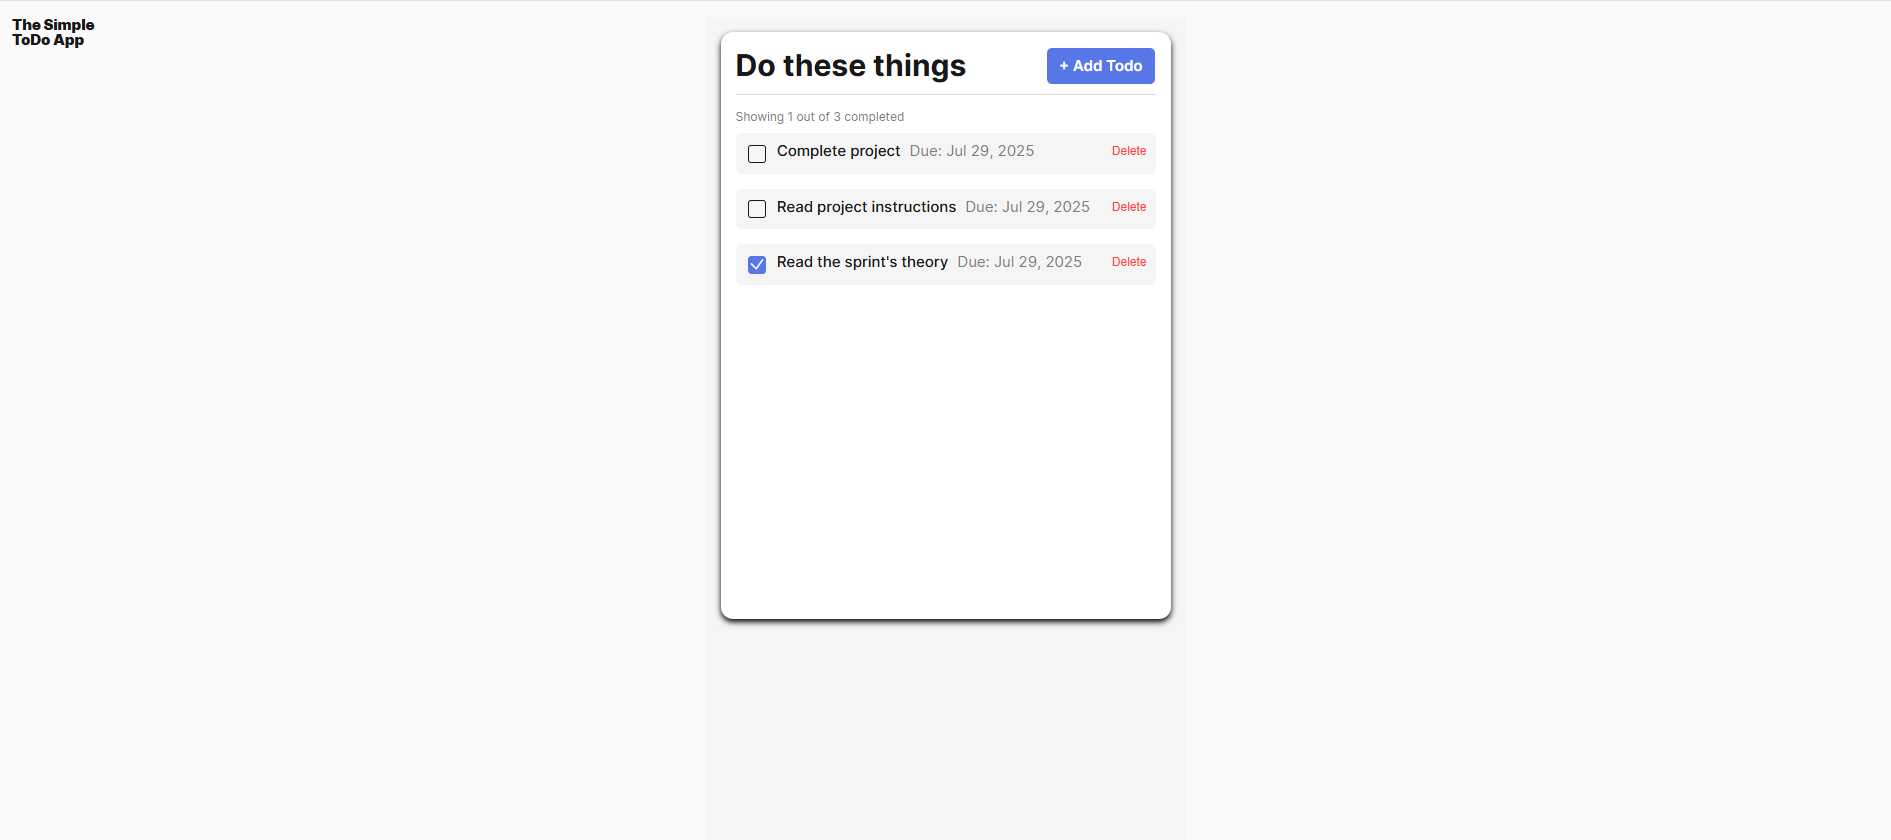 The Simple
ToDo App
Do these things
+ Add Todo
Showing 1 out of 3 completed
Complete project Due: Jul 29, 2025 Delete
Read project instructions Due: Jul 29, 2025 Delete
Read the sprint's theory Due: Jul 29, 2025 Delete